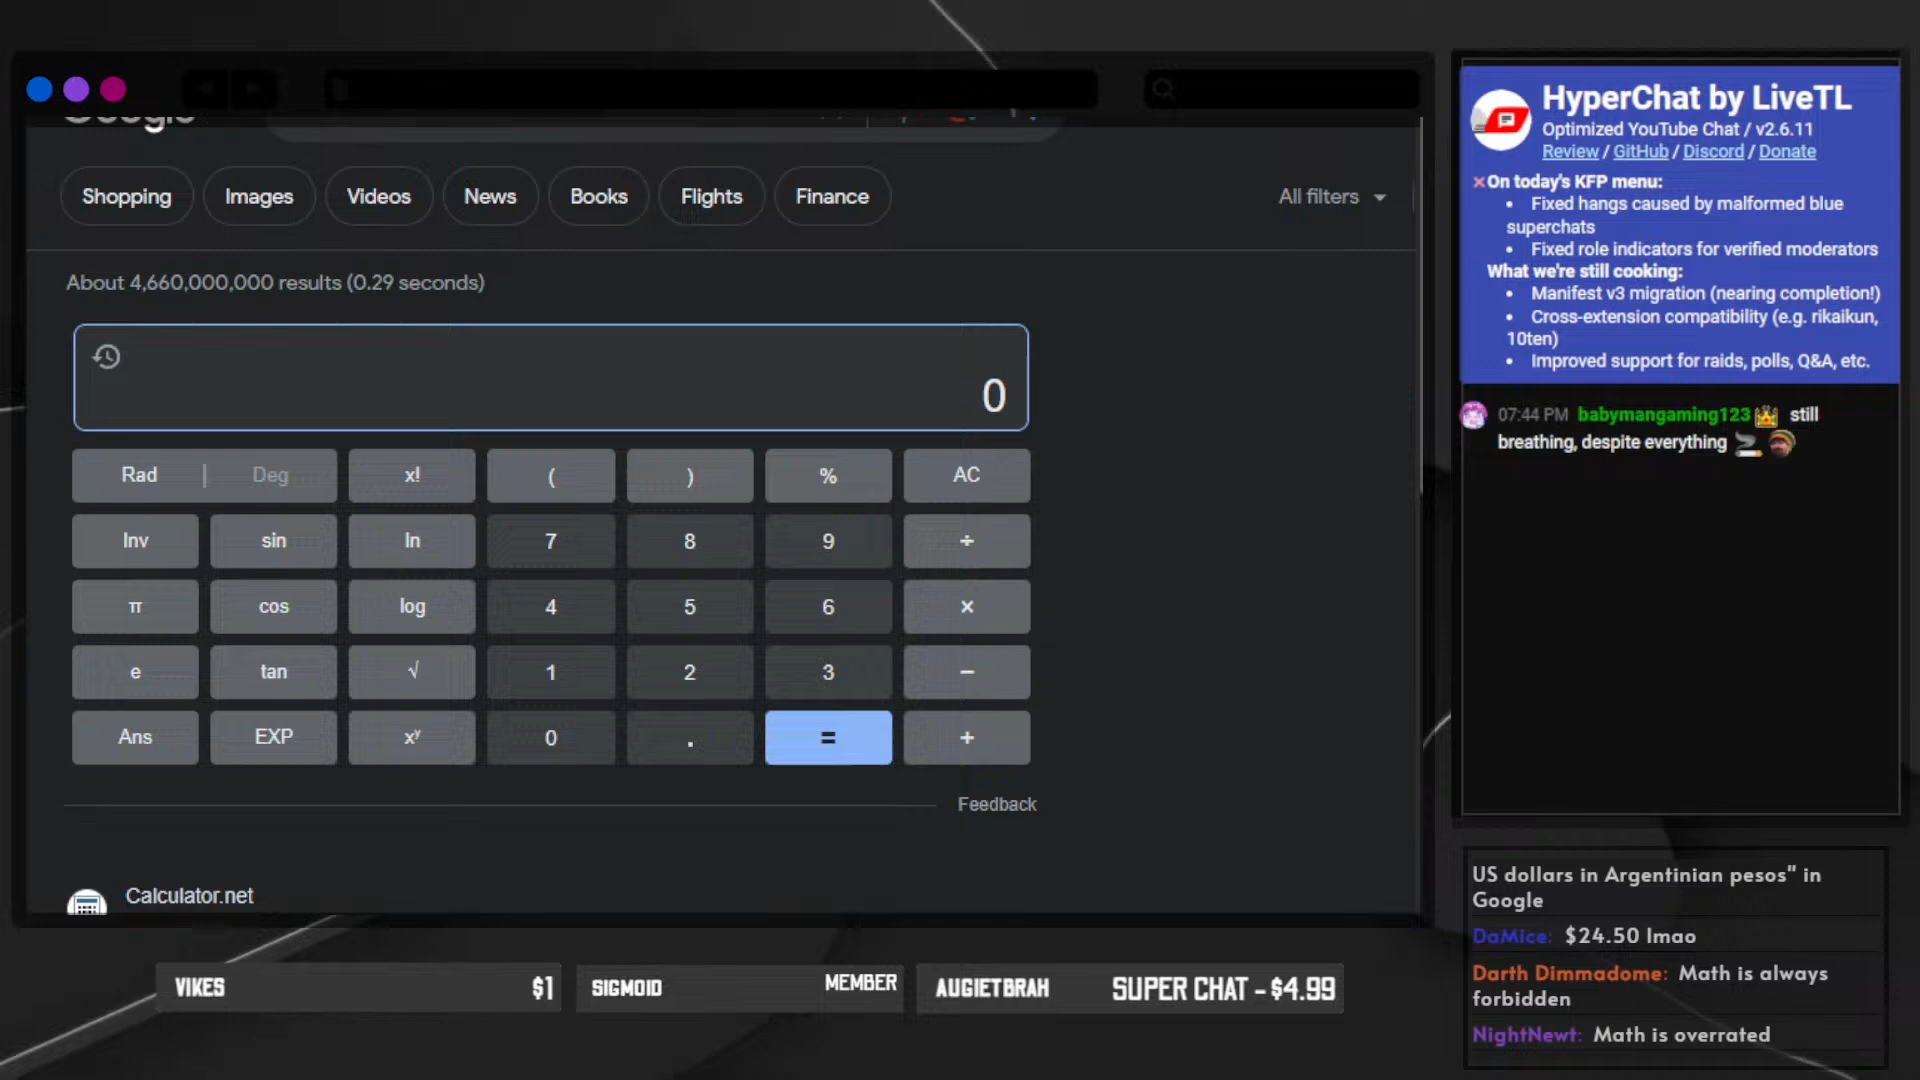 Google
Shopping
Images
Videos
News
Books
Flights
Finance
All filters
About 4,660,000,000 results (0.29 seconds)
0
Rad | Deg
x!
(
)
%
AC
Inv
sin
ln
7
8
9
÷
π
cos
log
4
5
6
×
e
tan
√
1
2
3
−
Ans
EXP
xʸ
0
.
=
+
Feedback
Calculator.net
HyperChat by LiveTL
Optimized YouTube Chat / v2.6.11
Review / GitHub / Discord / Donate
×On today's KFP menu:
• Fixed hangs caused by malformed blue
superchats
• Fixed role indicators for verified moderators
What we're still cooking:
• Manifest v3 migration (nearing completion!)
• Cross-extension compatibility (e.g. rikaikun,
10ten)
• Improved support for raids, polls, Q&A, etc.
07:44 PM babymangaming123 still
breathing, despite everything
US dollars in Argentinian pesos" in
Google
DaMice: $24.50 lmao
Darth Dimmadome: Math is always
forbidden
NightNewt: Math is overrated
VIKES $1
SIGMOID MEMBER
AUGIETBRAH SUPER CHAT - $4.99